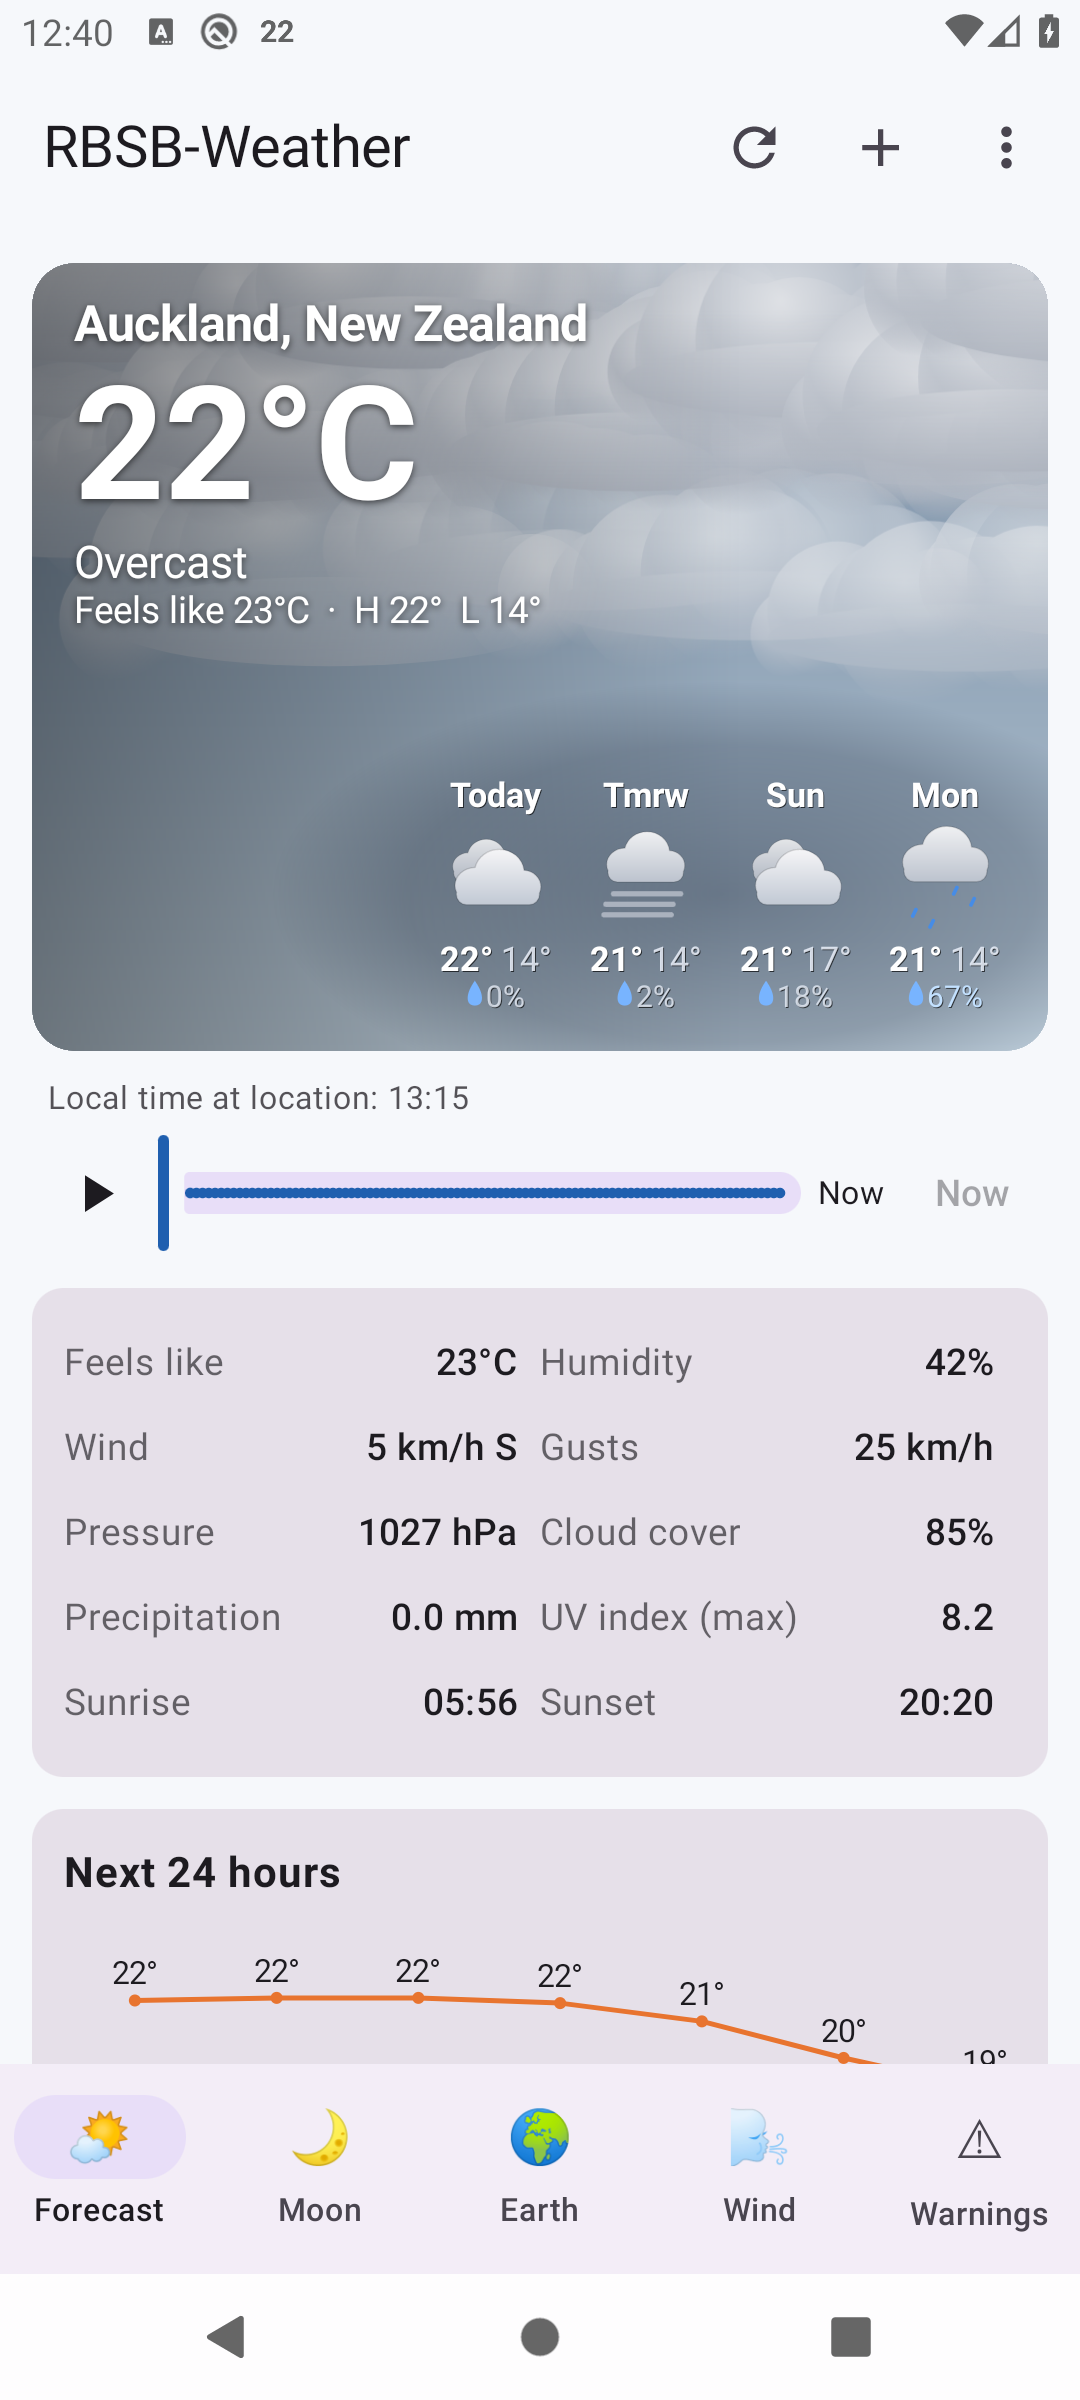 12:40 22
RBSB-Weather
Auckland, New Zealand
22°C
Overcast
Feels like 23°C · H 22° L 14°
Today Tmrw Sun Mon
22° 14° 21° 14° 21° 17° 21° 14°
0% 2% 18% 67%
Local time at location: 13:15
Now Now
Feels like 23°C Humidity 42%
Wind 5 km/h S Gusts 25 km/h
Pressure 1027 hPa Cloud cover 85%
Precipitation 0.0 mm UV index (max) 8.2
Sunrise 05:56 Sunset 20:20
Next 24 hours
22° 22° 22° 22° 21° 20° 19°
Forecast Moon Earth Wind Warnings